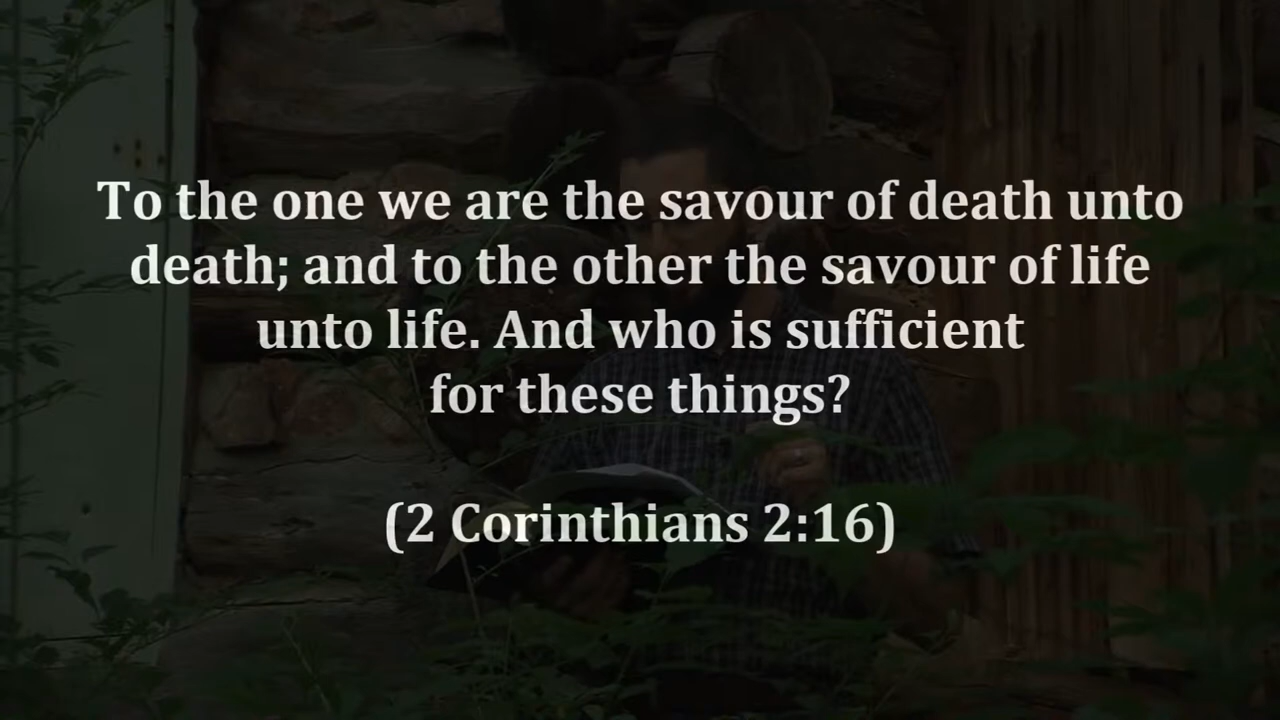 To the one we are the savour of death unto
death; and to the other the savour of life
unto life. And who is sufficient
for these things?
(2 Corinthians 2:16)